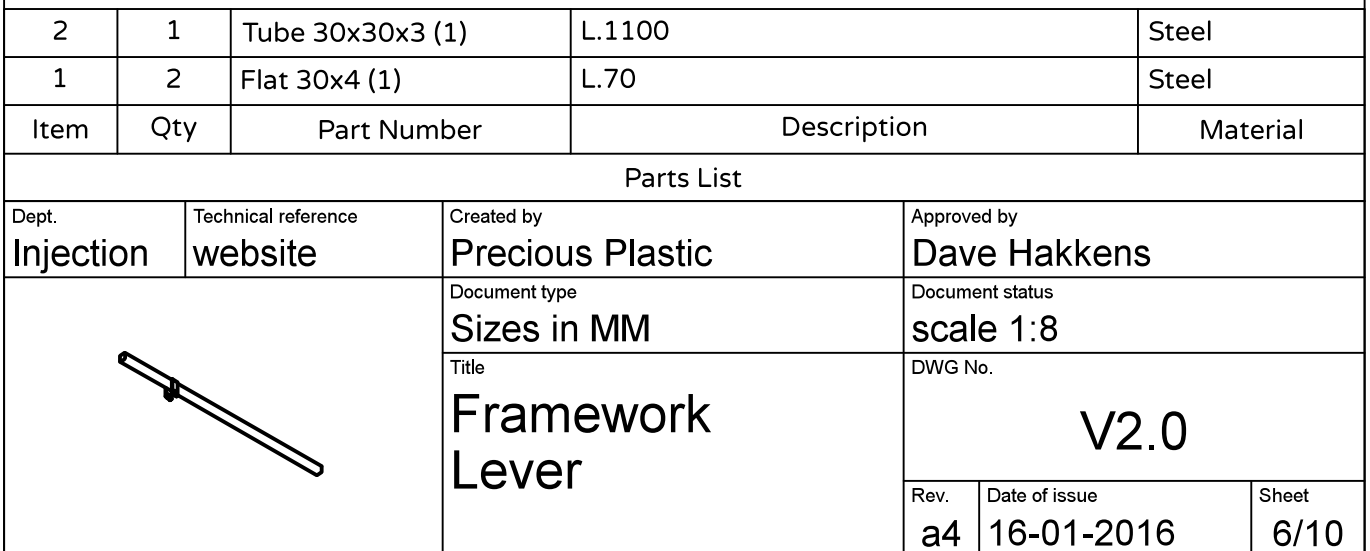 2 1 Tube 30x30x3 (1) L.1100 Steel
1 2 Flat 30x4 (1) L.70 Steel
Item Qty Part Number Description Material
Parts List
Dept. Technical reference Created by Approved by
Injection website Precious Plastic Dave Hakkens
Document type Document status
Sizes in MM scale 1:8
Title DWG No.
Framework
Lever
V2.0
Rev. Date of issue Sheet
a4 16-01-2016 6/10